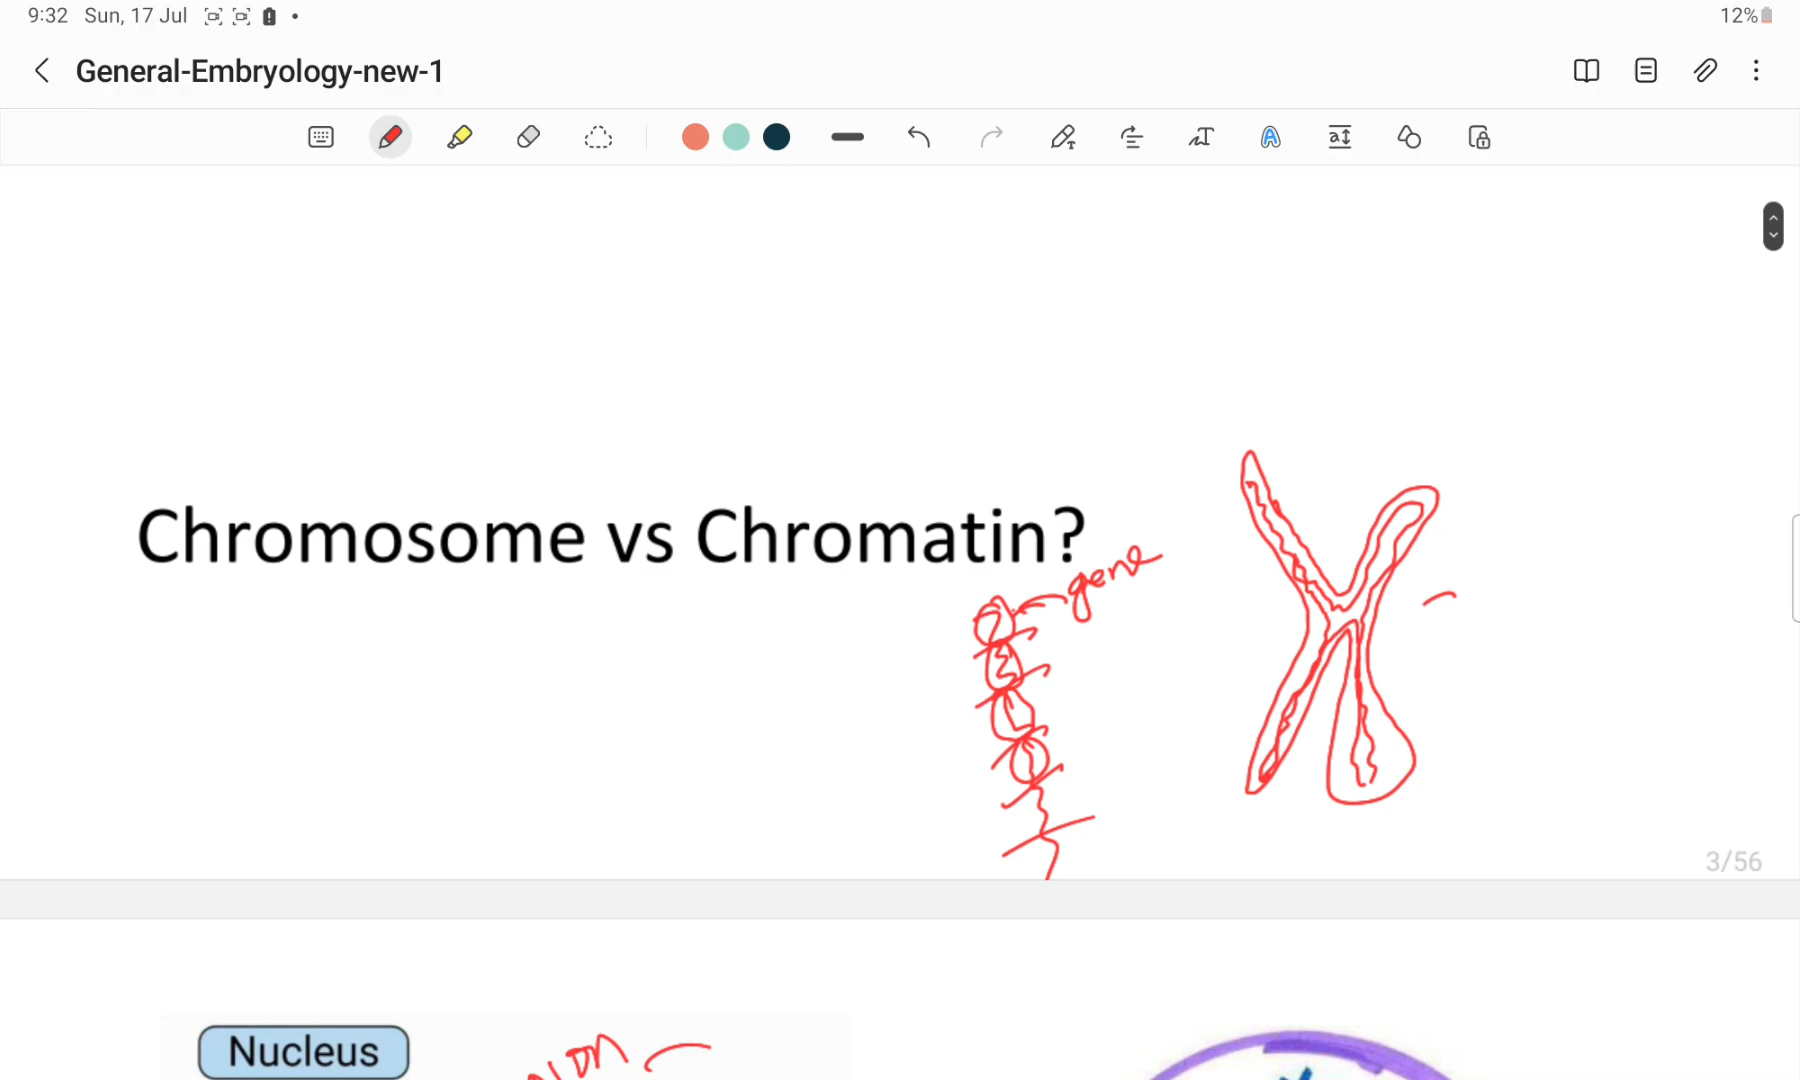 9:32 Sun, 17 Jul
12%
General-Embryology-new-1
Chromosome vs Chromatin?
gene
3/56
Nucleus